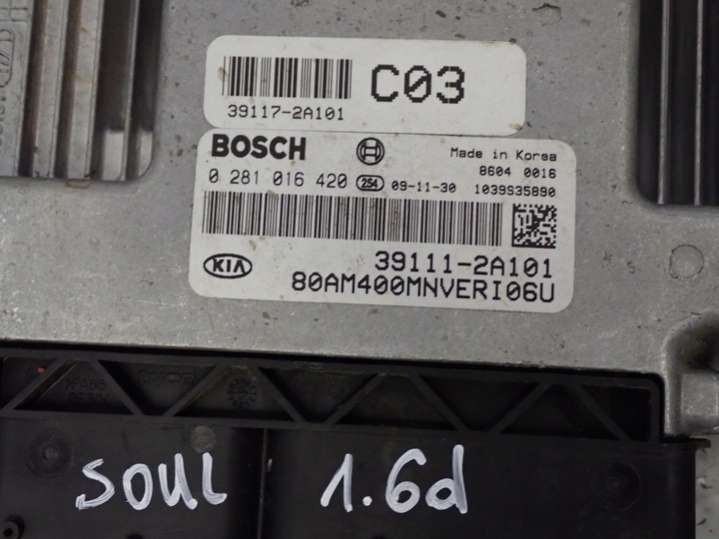 C03
39117-2A101
BOSCH
Made in Korea
8604 0016
0 281 016 420 254 09-11-30 1039S35890
KIA
39111-2A101
80AM400MNVERI06U
SOUL 1.6d